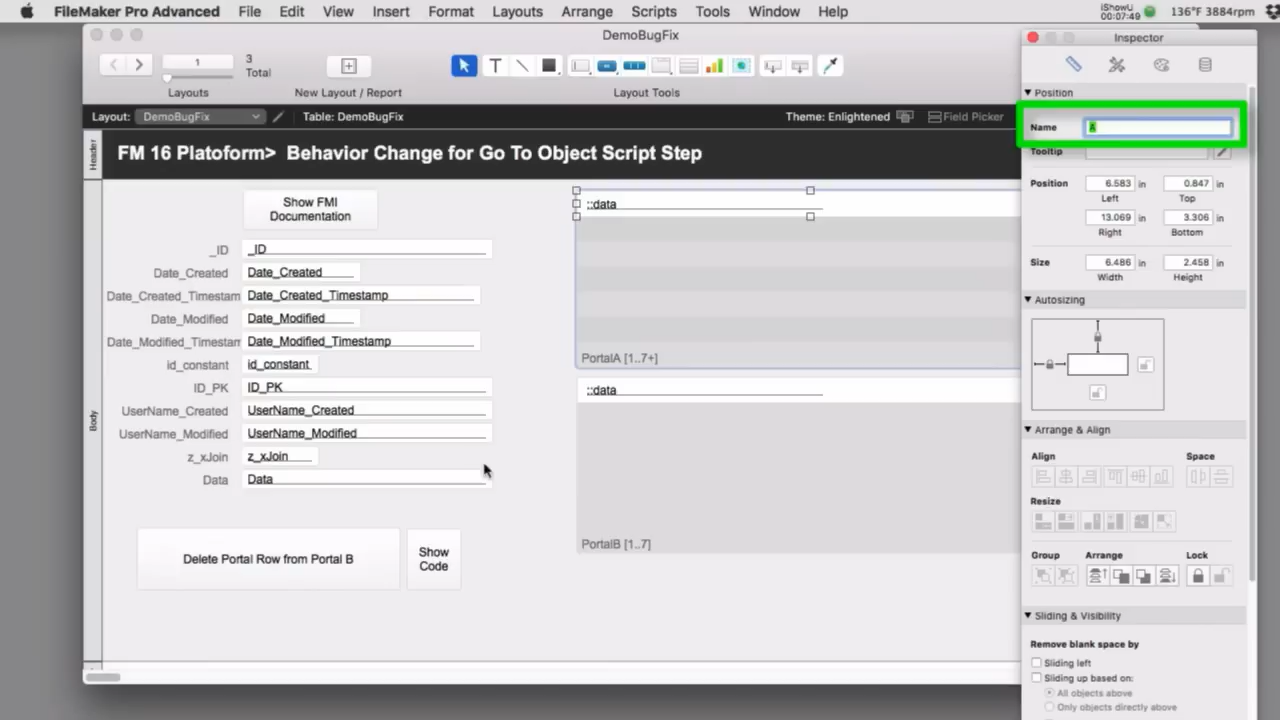 FileMaker Pro Advanced File Edit View Insert Format Layouts Arrange Scripts Tools Window Help
iShowU
00:07:49
136°F 3884rpm
DemoBugFix
1
3
Total
Layouts
New Layout / Report
Layout Tools
Layout: DemoBugFix
Table: DemoBugFix
Theme: Enlightened
Field Picker
Header
FM 16 Platoform> Behavior Change for Go To Object Script Step
Body
Show FMI
Documentation
_ID _ID
Date_Created Date_Created
Date_Created_Timestam Date_Created_Timestamp
Date_Modified Date_Modified
Date_Modified_Timestan Date_Modified_Timestamp
id_constant id_constant
ID_PK ID_PK
UserName_Created UserName_Created
UserName_Modified UserName_Modified
z_xJoin z_xJoin
Data Data
Delete Portal Row from Portal B
Show
Code
::data
PortalA [1..7+]
::data
PortalB [1..7]
Inspector
Position
Name A
Tooltip
Position 6.583 in 0.847 in
Left Top
13.069 in 3.306 in
Right Bottom
Size 6.486 in 2.458 in
Width Height
Autosizing
Arrange & Align
Align Space
Resize
Group Arrange Lock
Sliding & Visibility
Remove blank space by
Sliding left
Sliding up based on:
All objects above
Only objects directly above